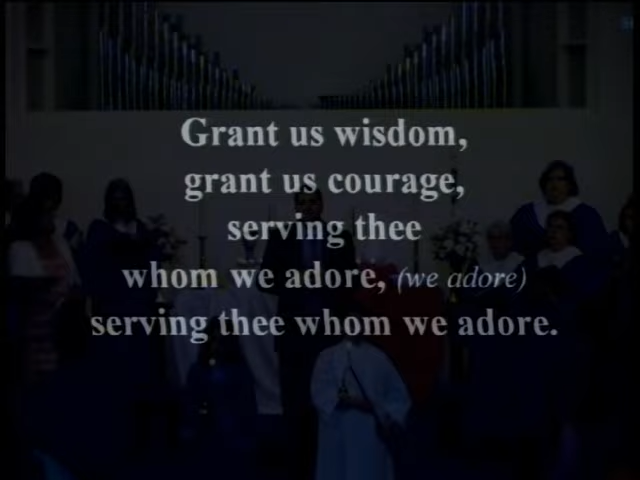 Grant us wisdom,
grant us courage,
serving thee
whom we adore, (we adore)
serving thee whom we adore.